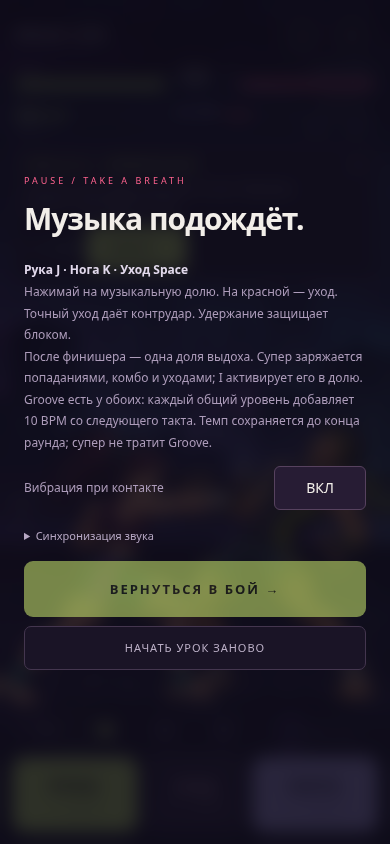 PAUSE / TAKE A BREATH
Музыка подождёт.
Рука J · Нога K · Уход Space
Нажимай на музыкальную долю. На красной — уход.
Точный уход даёт контрудар. Удержание защищает
блоком.
После финишера — одна доля выдоха. Супер заряжается
попаданиями, комбо и уходами; I активирует его в долю.
Groove есть у обоих: каждый общий уровень добавляет
10 BPM со следующего такта. Темп сохраняется до конца
раунда; супер не тратит Groove.
Вибрация при контакте
ВКЛ
▶ Синхронизация звука
ВЕРНУТЬСЯ В БОЙ →
НАЧАТЬ УРОК ЗАНОВО